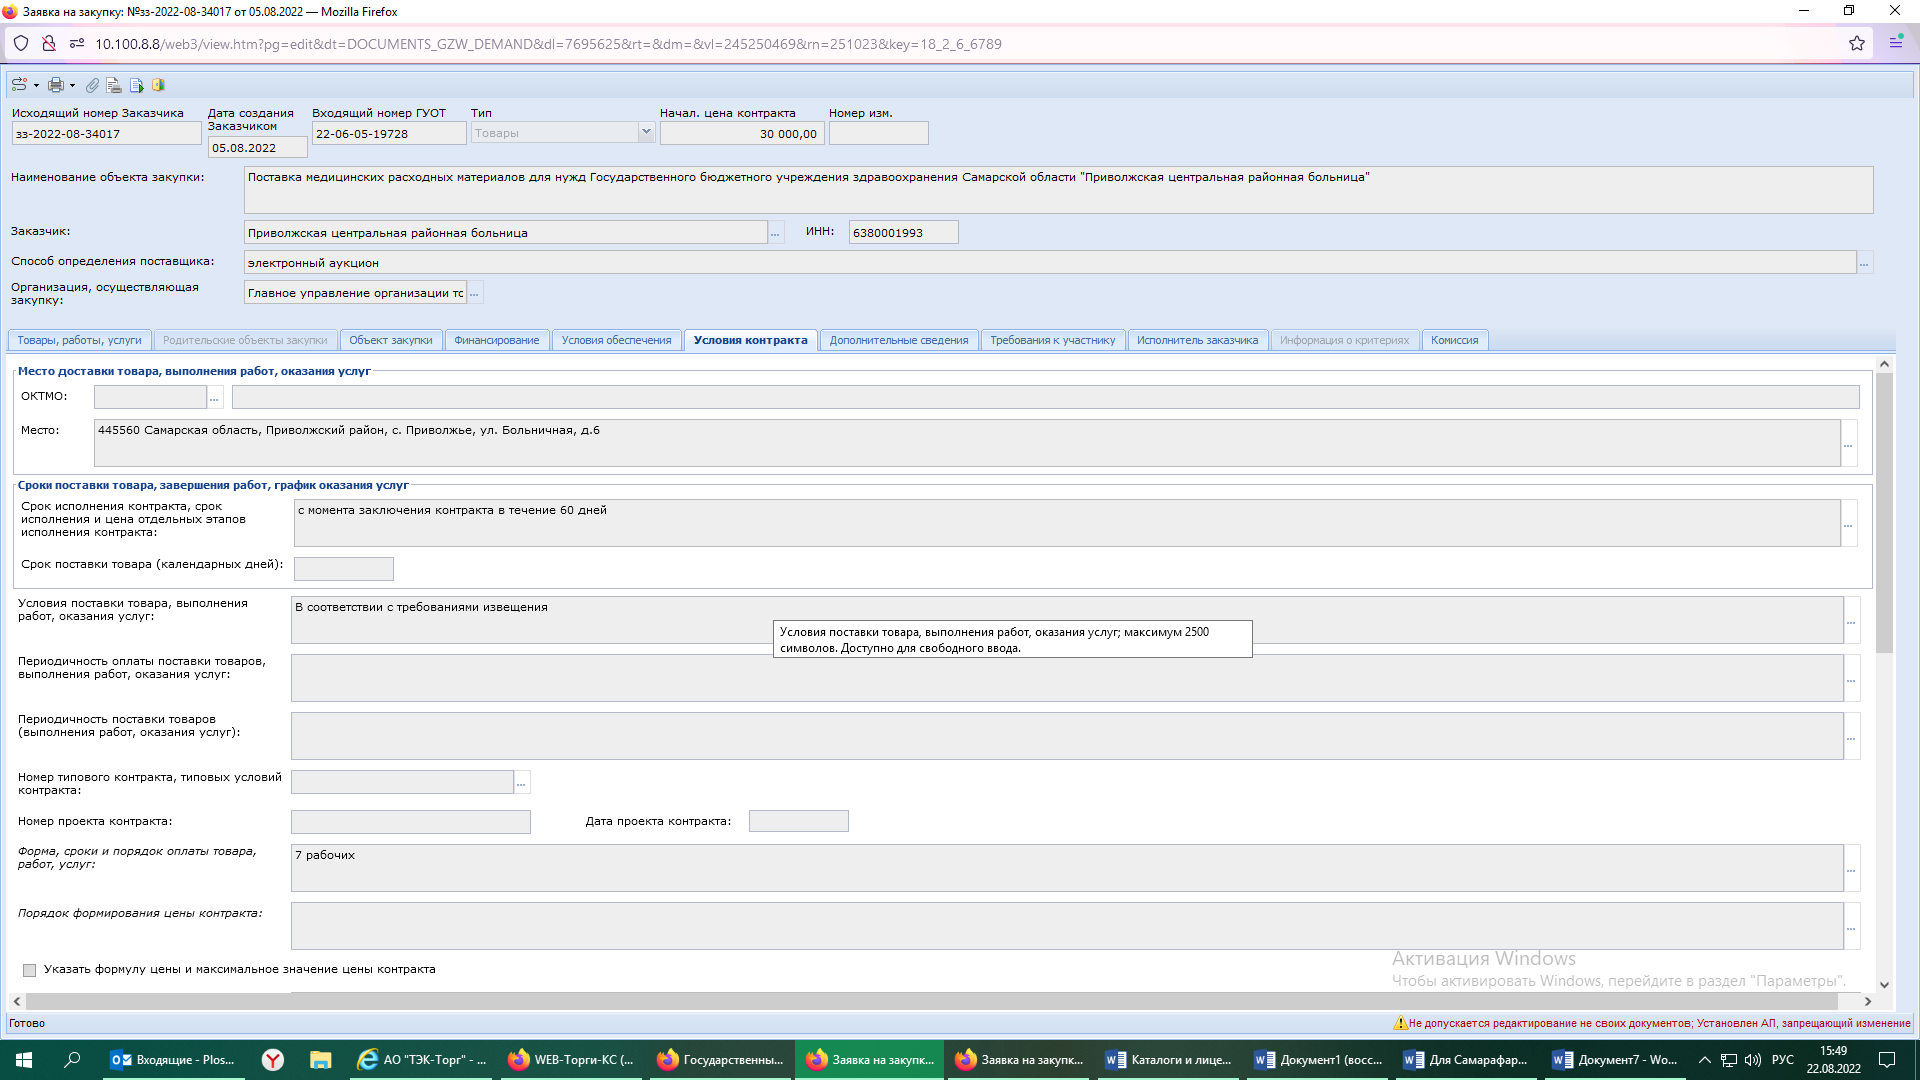 Заявка на закупку: №зз-2022-08-34017 от 05.08.2022 — Mozilla Firefox
10.100.8.8/web3/view.htm?pg=edit&dt=DOCUMENTS_GZW_DEMAND&dl=7695625&rt=&dm=&vl=245250469&rn=251023&key=18_2_6_6789
Исходящий номер Заказчика
Дата создания
Заказчиком
Входящий номер ГУОТ
Тип
Начал. цена контракта
Номер изм.
зз-2022-08-34017
05.08.2022
22-06-05-19728
Товары
30 000,00
Наименование объекта закупки:
Поставка медицинских расходных материалов для нужд Государственного бюджетного учреждения здравоохранения Самарской области "Приволжская центральная районная больница"
Заказчик:
Приволжская центральная районная больница
...
ИНН:
6380001993
Способ определения поставщика:
электронный аукцион
...
Организация, осуществляющая
закупку:
Главное управление организации тс
...
Товары, работы, услуги
Родительские объекты закупки
Объект закупки
Финансирование
Условия обеспечения
Условия контракта
Дополнительные сведения
Требования к участнику
Исполнитель заказчика
Информация о критериях
Комиссия
Место доставки товара, выполнения работ, оказания услуг
ОКТМО:
...
Место:
445560 Самарская область, Приволжский район, с. Приволжье, ул. Больничная, д.6
...
Сроки поставки товара, завершения работ, график оказания услуг
Срок исполнения контракта, срок
исполнения и цена отдельных этапов
исполнения контракта:
с момента заключения контракта в течение 60 дней
...
Срок поставки товара (календарных дней):
Условия поставки товара, выполнения
работ, оказания услуг:
В соответствии с требованиями извещения
...
Условия поставки товара, выполнения работ, оказания услуг; максимум 2500
символов. Доступно для свободного ввода.
Периодичность оплаты поставки товаров,
выполнения работ, оказания услуг:
...
Периодичность поставки товаров
(выполнения работ, оказания услуг):
...
Номер типового контракта, типовых условий
контракта:
...
Номер проекта контракта:
Дата проекта контракта:
Форма, сроки и порядок оплаты товара,
работ, услуг:
7 рабочих
...
Порядок формирования цены контракта:
...
Указать формулу цены и максимальное значение цены контракта
Активация Windows
Чтобы активировать Windows, перейдите в раздел "Параметры".
Готово
Не допускается редактирование не своих документов; Установлен АП, запрещающий изменение
Входящие - Plos...
АО "ТЭК-Торг" - ...
WEB-Торги-КС (...
Государственны...
Заявка на закупк...
Заявка на закупк...
Каталоги и лице...
Документ1 (восс...
Для Самарафар...
Документ7 - Wo...
РУС
15:49
22.08.2022